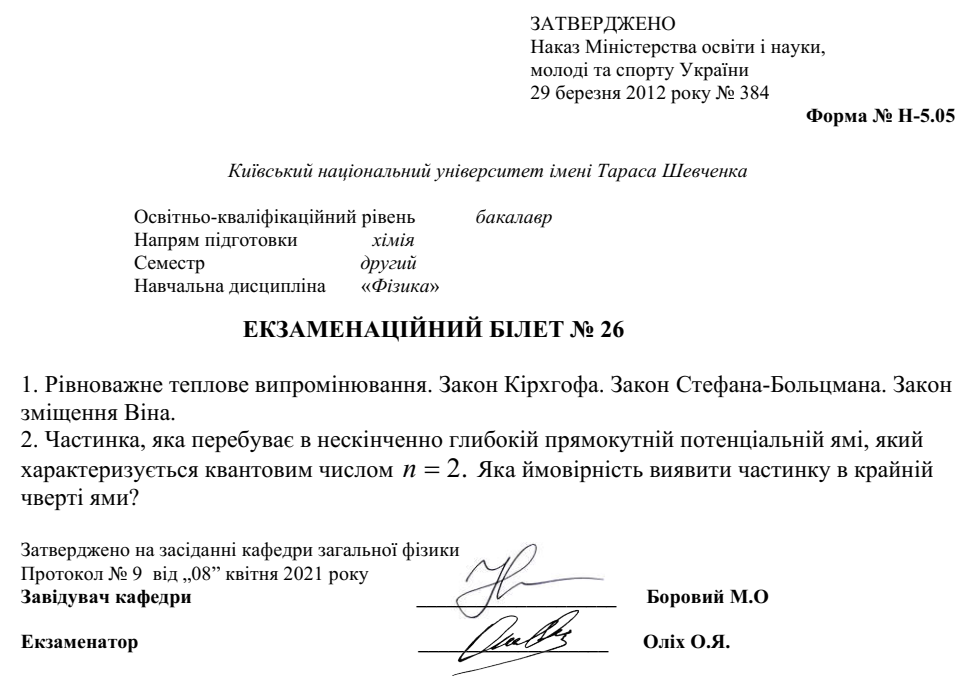 ЗАТВЕРДЖЕНО
Наказ Міністерства освіти і науки,
молоді та спорту України
29 березня 2012 року № 384
Форма № Н-5.05
Київський національний університет імені Тараса Шевченка
Освітньо-кваліфікаційний рівень бакалавр
Напрям підготовки хімія
Семестр другий
Навчальна дисципліна «Фізика»
ЕКЗАМЕНАЦІЙНИЙ БІЛЕТ № 26
1. Рівноважне теплове випромінювання. Закон Кірхгофа. Закон Стефана-Больцмана. Закон
зміщення Віна.
2. Частинка, яка перебуває в нескінченно глибокій прямокутній потенціальній ямі, який
характеризується квантовим числом n = 2. Яка ймовірність виявити частинку в крайній
чверті ями?
Затверджено на засіданні кафедри загальної фізики
Протокол № 9 від „08” квітня 2021 року
Завідувач кафедри Боровий М.О
Екзаменатор Оліх О.Я.